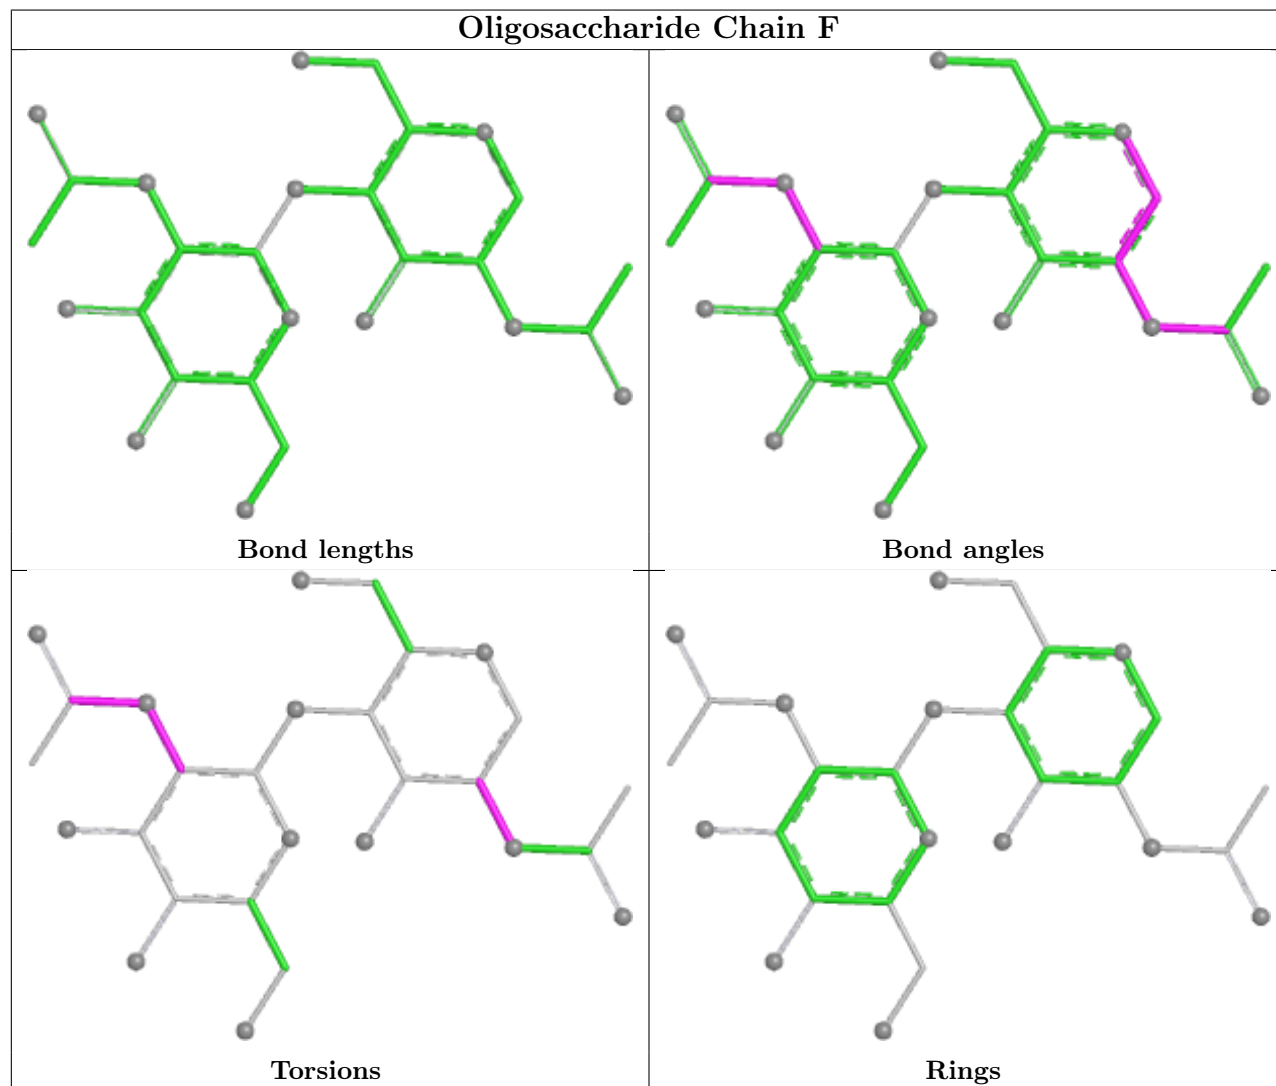 Oligosaccharide Chain F
Bond lengths
Bond angles
Torsions
Rings